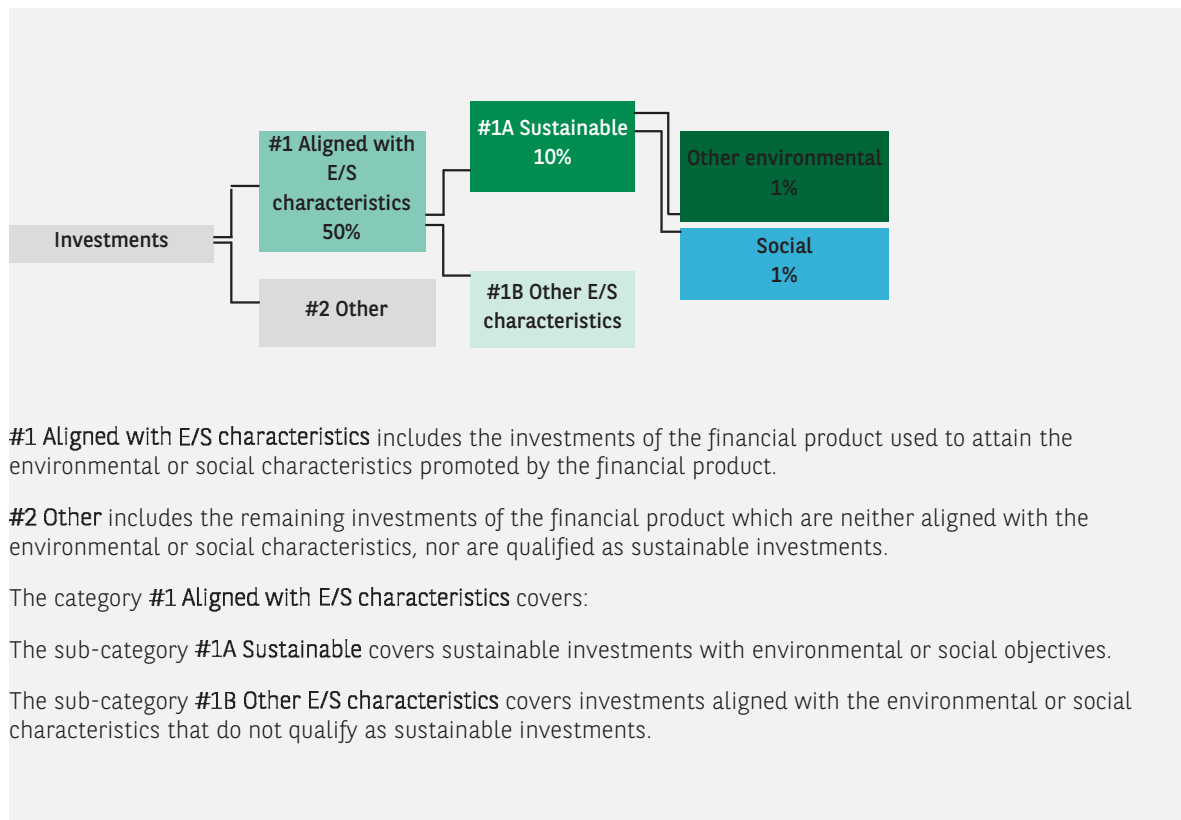 #1A Sustainable
10%
#1 Aligned with
E/S
characteristics
50%
Other environmental
1%
Investments
Social
1%
#2 Other
#1B Other E/S
characteristics
#1 Aligned with E/S characteristics includes the investments of the financial product used to attain the
environmental or social characteristics promoted by the financial product.
#2 Other includes the remaining investments of the financial product which are neither aligned with the
environmental or social characteristics, nor are qualified as sustainable investments.
The category #1 Aligned with E/S characteristics covers:
The sub-category #1A Sustainable covers sustainable investments with environmental or social objectives.
The sub-category #1B Other E/S characteristics covers investments aligned with the environmental or social
characteristics that do not qualify as sustainable investments.